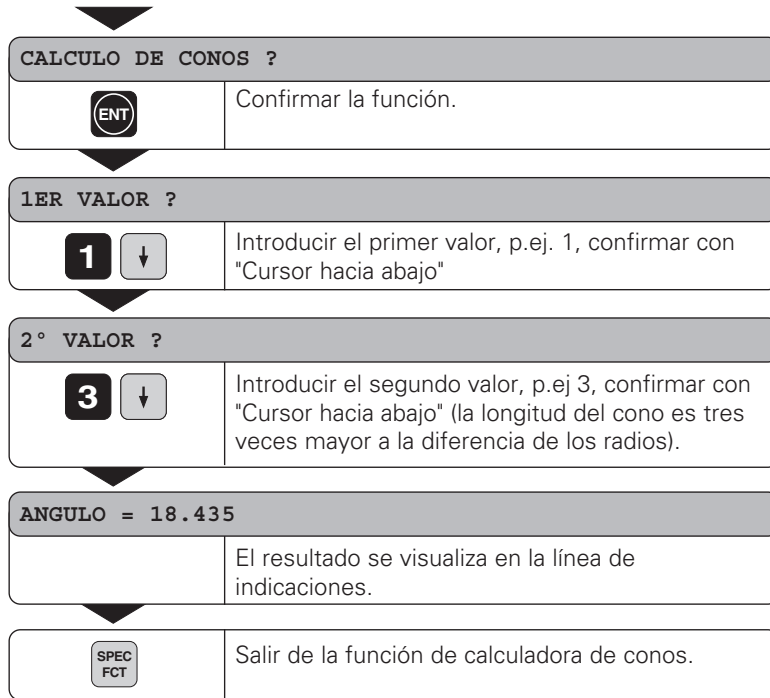 CALCULO DE CONOS ?
ENT
Confirmar la función.
1ER VALOR ?
1
Introducir el primer valor, p.ej. 1, confirmar con
"Cursor hacia abajo"
2° VALOR ?
3
Introducir el segundo valor, p.ej 3, confirmar con
"Cursor hacia abajo" (la longitud del cono es tres
veces mayor a la diferencia de los radios).
ANGULO = 18.435
El resultado se visualiza en la línea de
indicaciones.
SPEC
FCT
Salir de la función de calculadora de conos.